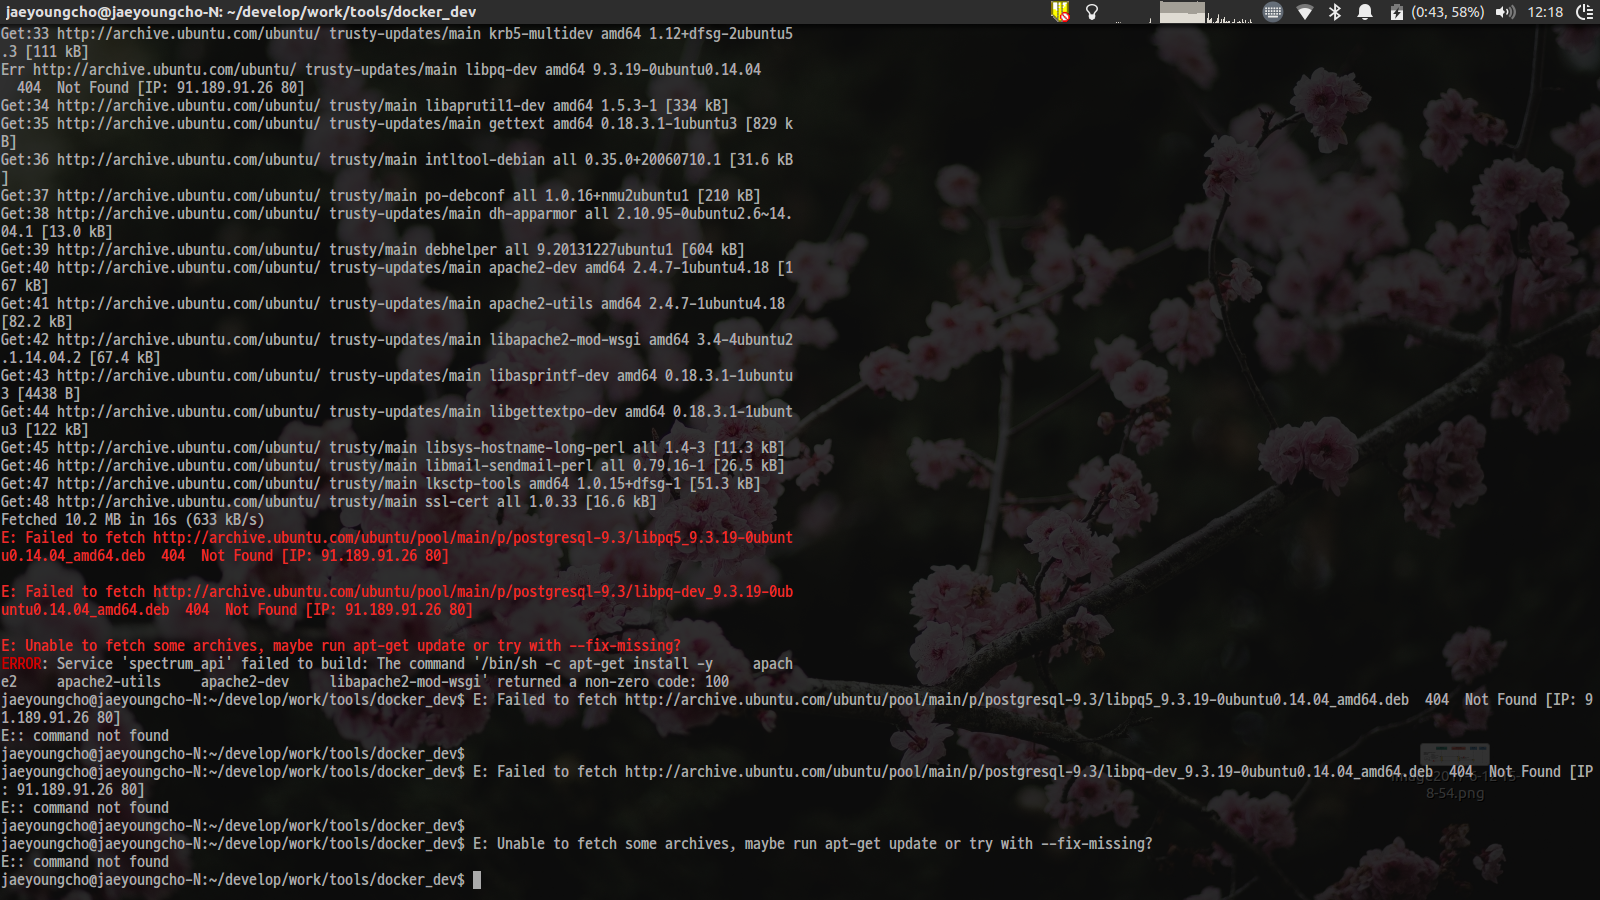 jaeyoungcho@jaeyoungcho-N: ~/develop/work/tools/docker_dev
(0:43, 58%)
12:18
Get:33 http://archive.ubuntu.com/ubuntu/ trusty-updates/main krb5-multidev amd64 1.12+dfsg-2ubuntu5
.3 [111 kB]
Err http://archive.ubuntu.com/ubuntu/ trusty-updates/main libpq-dev amd64 9.3.19-0ubuntu0.14.04
  404  Not Found [IP: 91.189.91.26 80]
Get:34 http://archive.ubuntu.com/ubuntu/ trusty/main libaprutil1-dev amd64 1.5.3-1 [334 kB]
Get:35 http://archive.ubuntu.com/ubuntu/ trusty-updates/main gettext amd64 0.18.3.1-1ubuntu3 [829 k
B]
Get:36 http://archive.ubuntu.com/ubuntu/ trusty/main intltool-debian all 0.35.0+20060710.1 [31.6 kB
]
Get:37 http://archive.ubuntu.com/ubuntu/ trusty/main po-debconf all 1.0.16+nmu2ubuntu1 [210 kB]
Get:38 http://archive.ubuntu.com/ubuntu/ trusty-updates/main dh-apparmor all 2.10.95-0ubuntu2.6~14.
04.1 [13.0 kB]
Get:39 http://archive.ubuntu.com/ubuntu/ trusty/main debhelper all 9.20131227ubuntu1 [604 kB]
Get:40 http://archive.ubuntu.com/ubuntu/ trusty-updates/main apache2-dev amd64 2.4.7-1ubuntu4.18 [1
67 kB]
Get:41 http://archive.ubuntu.com/ubuntu/ trusty-updates/main apache2-utils amd64 2.4.7-1ubuntu4.18
[82.2 kB]
Get:42 http://archive.ubuntu.com/ubuntu/ trusty-updates/main libapache2-mod-wsgi amd64 3.4-4ubuntu2
.1.14.04.2 [67.4 kB]
Get:43 http://archive.ubuntu.com/ubuntu/ trusty-updates/main libasprintf-dev amd64 0.18.3.1-1ubuntu
3 [4438 B]
Get:44 http://archive.ubuntu.com/ubuntu/ trusty-updates/main libgettextpo-dev amd64 0.18.3.1-1ubunt
u3 [122 kB]
Get:45 http://archive.ubuntu.com/ubuntu/ trusty/main libsys-hostname-long-perl all 1.4-3 [11.3 kB]
Get:46 http://archive.ubuntu.com/ubuntu/ trusty/main libmail-sendmail-perl all 0.79.16-1 [26.5 kB]
Get:47 http://archive.ubuntu.com/ubuntu/ trusty/main lksctp-tools amd64 1.0.15+dfsg-1 [51.3 kB]
Get:48 http://archive.ubuntu.com/ubuntu/ trusty/main ssl-cert all 1.0.33 [16.6 kB]
Fetched 10.2 MB in 16s (633 kB/s)
E: Failed to fetch http://archive.ubuntu.com/ubuntu/pool/main/p/postgresql-9.3/libpq5_9.3.19-0ubunt
u0.14.04_amd64.deb  404  Not Found [IP: 91.189.91.26 80]
E: Failed to fetch http://archive.ubuntu.com/ubuntu/pool/main/p/postgresql-9.3/libpq-dev_9.3.19-0ub
untu0.14.04_amd64.deb  404  Not Found [IP: 91.189.91.26 80]
E: Unable to fetch some archives, maybe run apt-get update or try with --fix-missing?
ERROR: Service 'spectrum_api' failed to build: The command '/bin/sh -c apt-get install -y     apach
e2     apache2-utils     apache2-dev     libapache2-mod-wsgi' returned a non-zero code: 100
jaeyoungcho@jaeyoungcho-N:~/develop/work/tools/docker_dev$ E: Failed to fetch http://archive.ubuntu.com/ubuntu/pool/main/p/postgresql-9.3/libpq5_9.3.19-0ubuntu0.14.04_amd64.deb  404  Not Found [IP: 9
1.189.91.26 80]
E:: command not found
jaeyoungcho@jaeyoungcho-N:~/develop/work/tools/docker_dev$
jaeyoungcho@jaeyoungcho-N:~/develop/work/tools/docker_dev$ E: Failed to fetch http://archive.ubuntu.com/ubuntu/pool/main/p/postgresql-9.3/libpq-dev_9.3.19-0ubuntu0.14.04_amd64.deb  404  Not Found [IP
: 91.189.91.26 80]
E:: command not found
jaeyoungcho@jaeyoungcho-N:~/develop/work/tools/docker_dev$
jaeyoungcho@jaeyoungcho-N:~/develop/work/tools/docker_dev$ E: Unable to fetch some archives, maybe run apt-get update or try with --fix-missing?
E:: command not found
jaeyoungcho@jaeyoungcho-N:~/develop/work/tools/docker_dev$
8-54.png